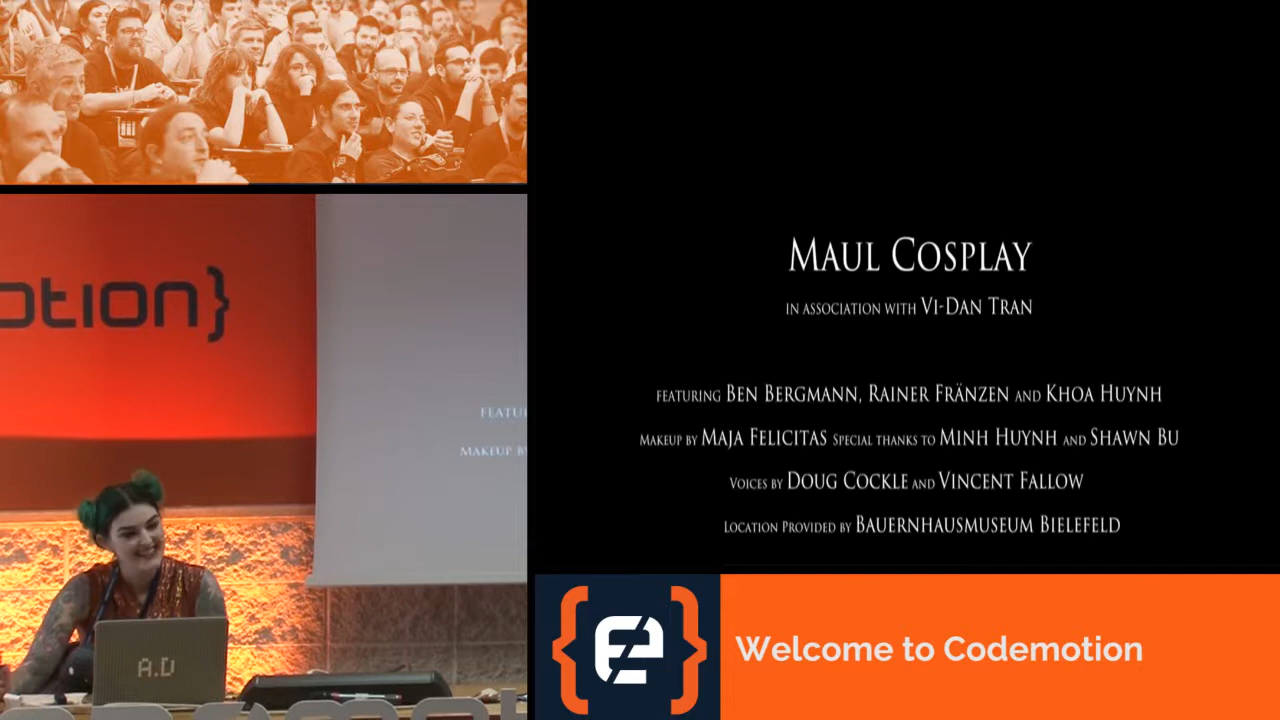 otion}
FEATU
MAKEUP B
A.D
MAUL COSPLAY
IN ASSOCIATION WITH VI-DAN TRAN
FEATURING BEN BERGMANN, RAINER FRÄNZEN AND KHOA HUYNH
MAKEUP BY MAJA FELICITAS SPECIAL THANKS TO MINH HUYNH AND SHAWN BU
VOICES BY DOUG COCKLE AND VINCENT FALLOW
LOCATION PROVIDED BY BAUERNHAUSMUSEUM BIELEFELD
Welcome to Codemotion